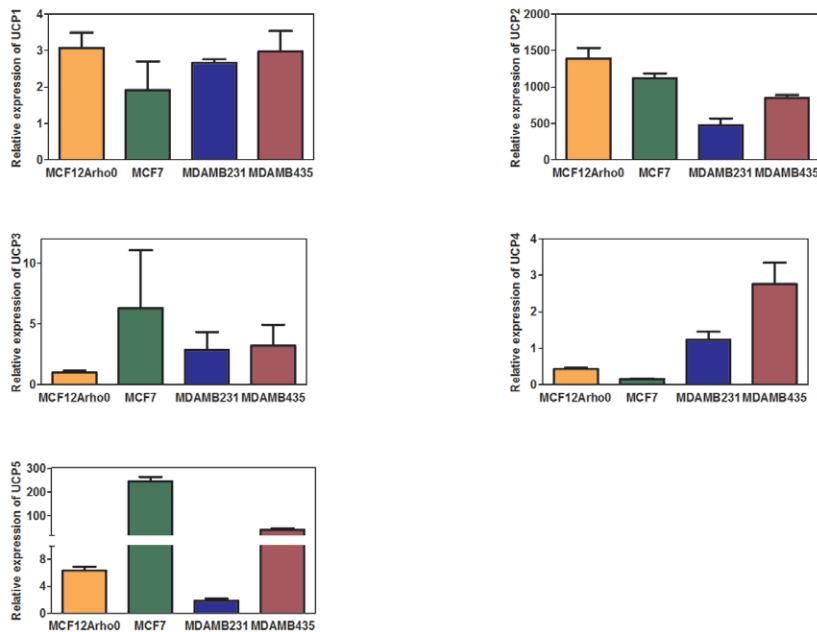 Relative expression of UCP1
4
3
2
1
0
MCF12Arho0 MCF7 MDAMB231 MDAMB435
Relative expression of UCP2
2000
1500
1000
500
0
MCF12Arho0 MCF7 MDAMB231 MDAMB435
Relative expression of UCP3
10
5
0
MCF12Arho0 MCF7 MDAMB231 MDAMB435
Relative expression of UCP4
4
3
2
1
0
MCF12Arho0 MCF7 MDAMB231 MDAMB435
Relative expression of UCP5
300
200
100
8
4
0
MCF12Arho0 MCF7 MDAMB231 MDAMB435